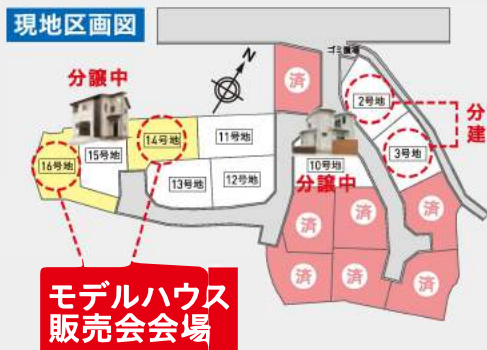 現地区画図
ゴミ置場
N
分譲中
済
2号地
分
建
14号地
11号地
3号地
16号地
15号地
10号地
分譲中
13号地
12号地
済
済
済
済
済
済
モデルハウス
販売会会場